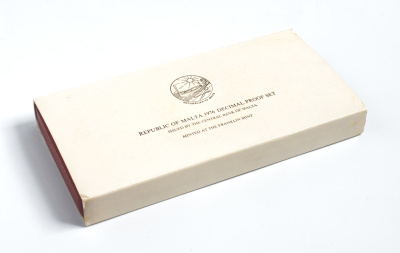 REPUBLIC OF MALTA 1976 DECIMAL PROOF SET
ISSUED BY THE CENTRAL BANK OF MALTA
MINTED AT THE FRANKLIN MINT